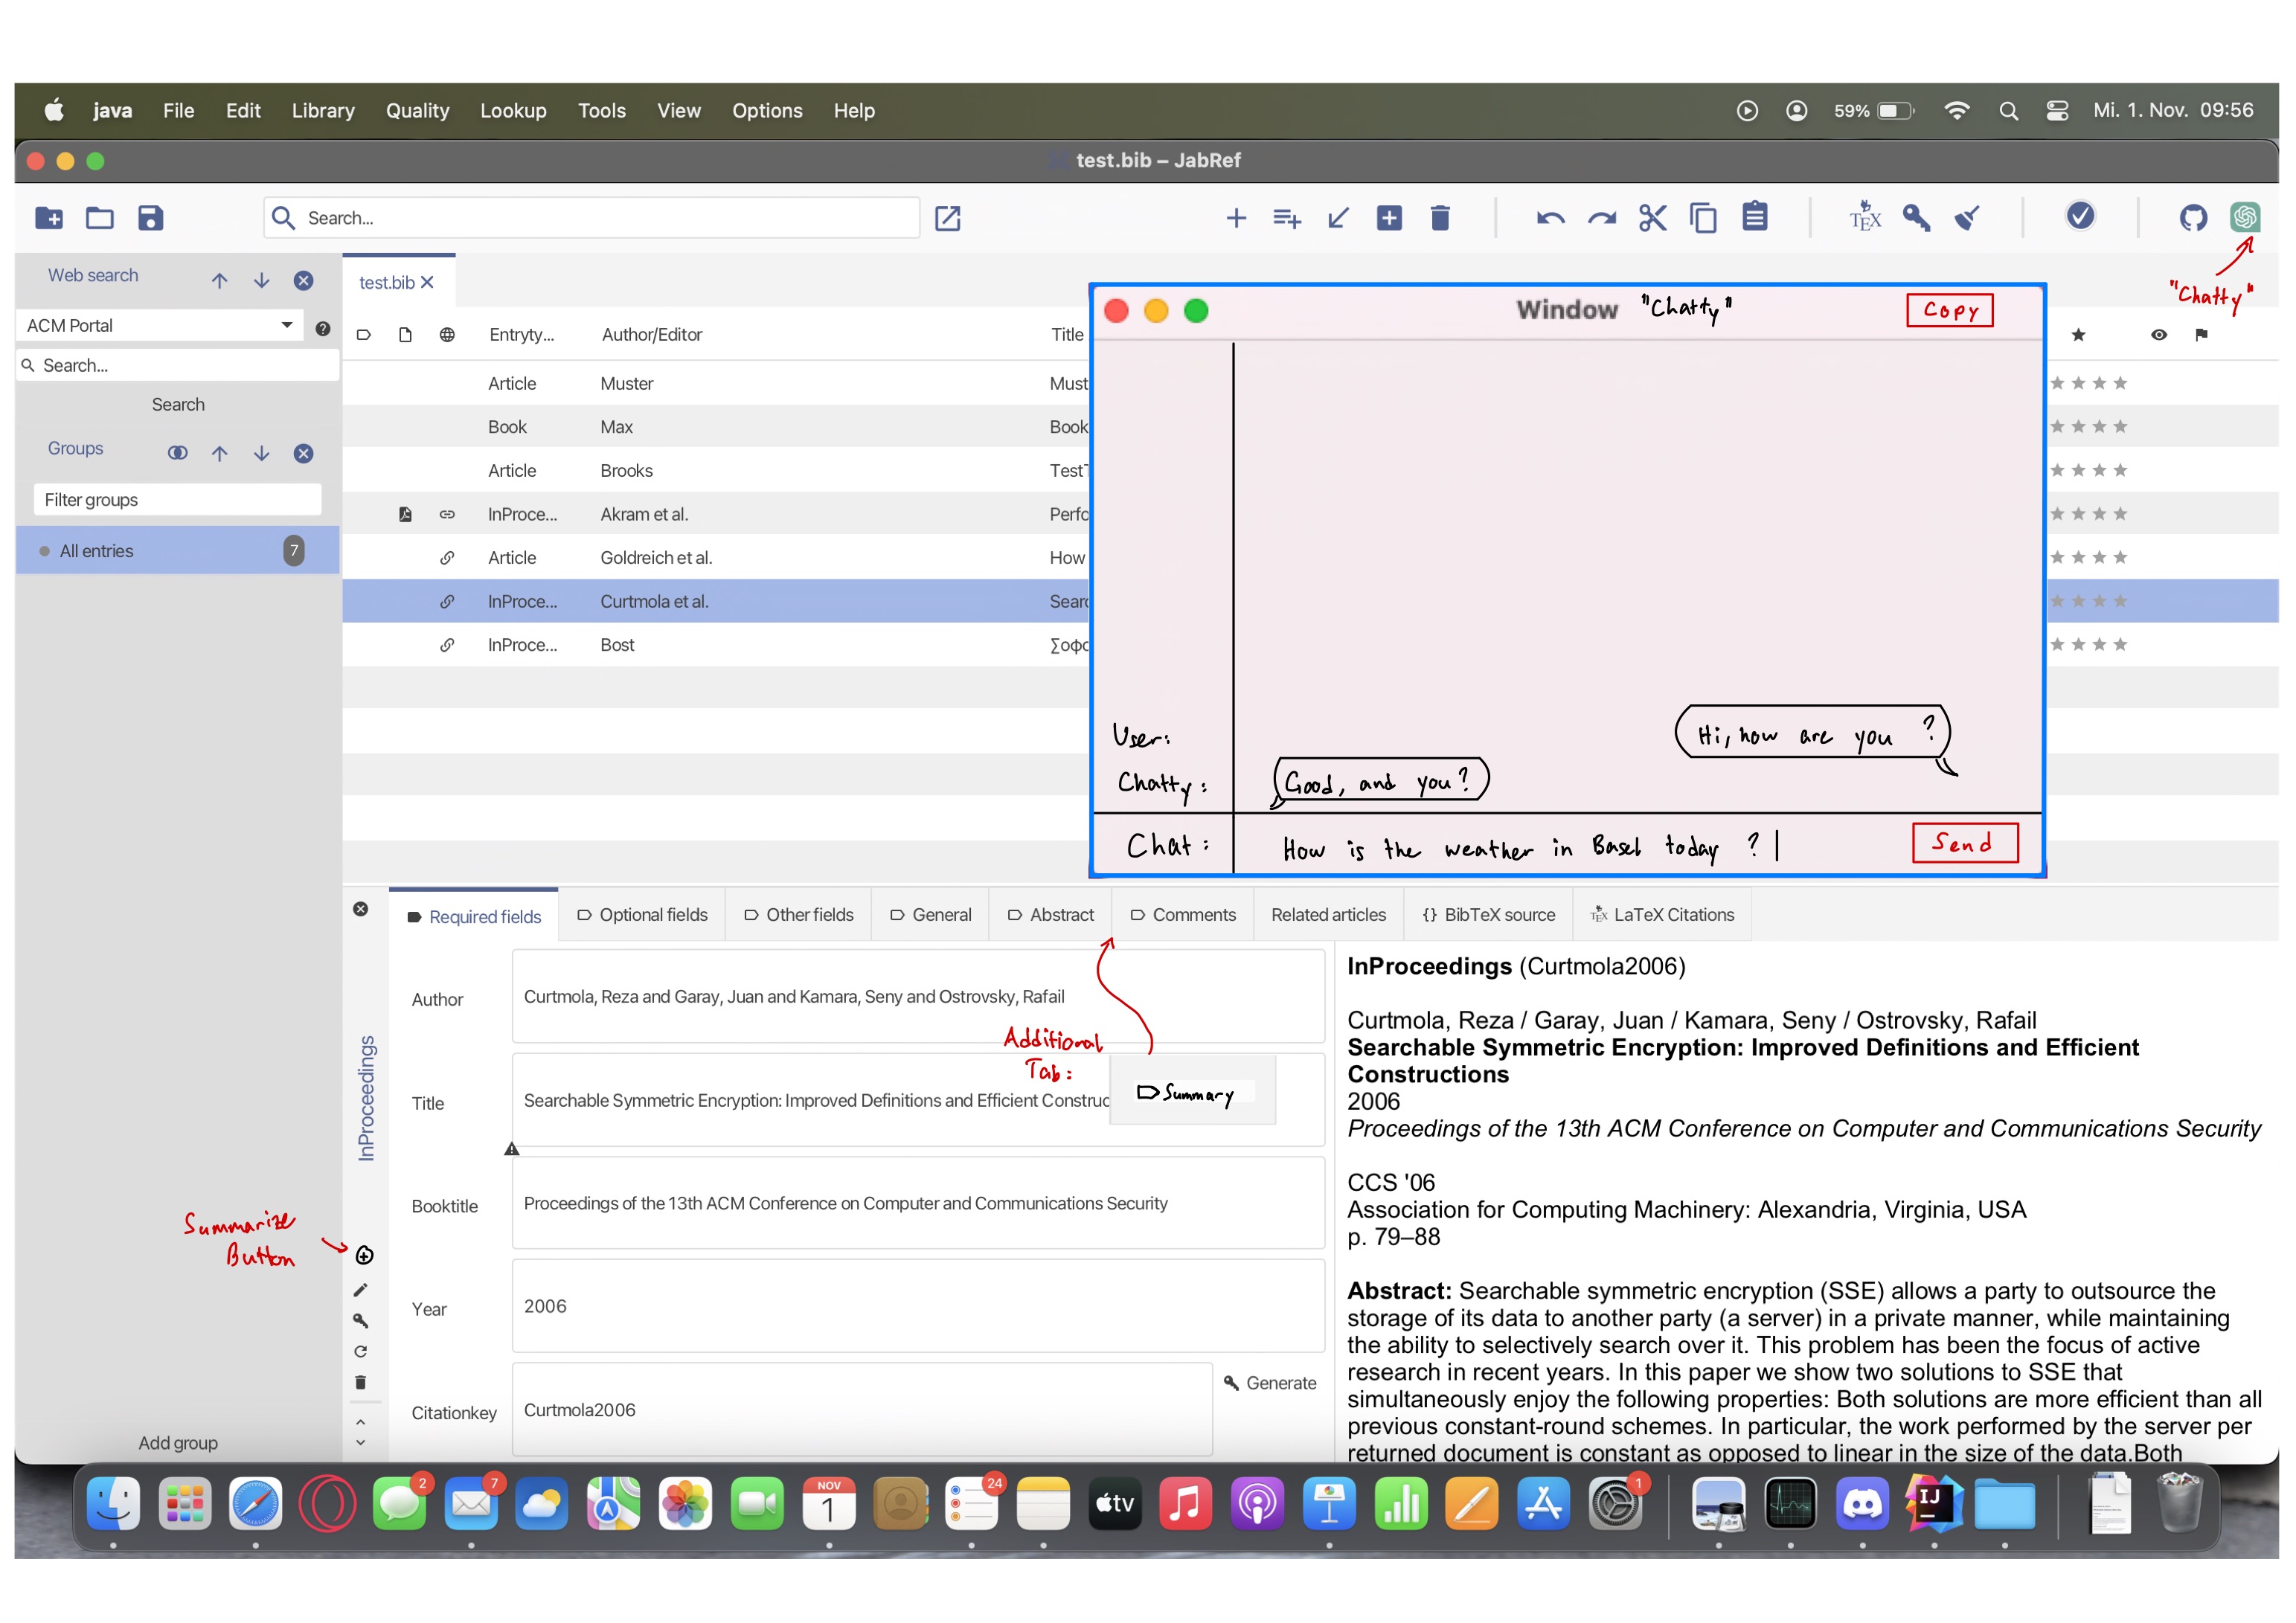 java File Edit Library Quality Lookup Tools View Options Help 59% Mi. 1. Nov. 09:56
test.bib – JabRef
Search... TEX
"Chatty"
Web search
ACM Portal
Search...
Search
Groups
Filter groups
All entries 7
Add group
test.bib
Entryty... Author/Editor Title
Article Muster Must
Book Max Book
Article Brooks TestT
InProce... Akram et al. Perfo
Article Goldreich et al. How
InProce... Curtmola et al. Sear
InProce... Bost Σοφο
Window "Chatty" Copy
User: Hi, how are you ?
Chatty: Good, and you?
Chat: How is the weather in Basel today ? Send
Required fields Optional fields Other fields General Abstract Comments Related articles {} BibTeX source TEX LaTeX Citations
InProceedings
Summarize
Button
Author Curtmola, Reza and Garay, Juan and Kamara, Seny and Ostrovsky, Rafail
Additional
Tab:
Summary
Title Searchable Symmetric Encryption: Improved Definitions and Efficient Construc
Booktitle Proceedings of the 13th ACM Conference on Computer and Communications Security
Year 2006
Citationkey Curtmola2006 Generate
InProceedings (Curtmola2006)
Curtmola, Reza / Garay, Juan / Kamara, Seny / Ostrovsky, Rafail
Searchable Symmetric Encryption: Improved Definitions and Efficient
Constructions
2006
Proceedings of the 13th ACM Conference on Computer and Communications Security
CCS '06
Association for Computing Machinery: Alexandria, Virginia, USA
p. 79–88
Abstract: Searchable symmetric encryption (SSE) allows a party to outsource the
storage of its data to another party (a server) in a private manner, while maintaining
the ability to selectively search over it. This problem has been the focus of active
research in recent years. In this paper we show two solutions to SSE that
simultaneously enjoy the following properties: Both solutions are more efficient than all
previous constant-round schemes. In particular, the work performed by the server per
returned document is constant as opposed to linear in the size of the data.Both
2 7 NOV 1 24 tv 1 IJ